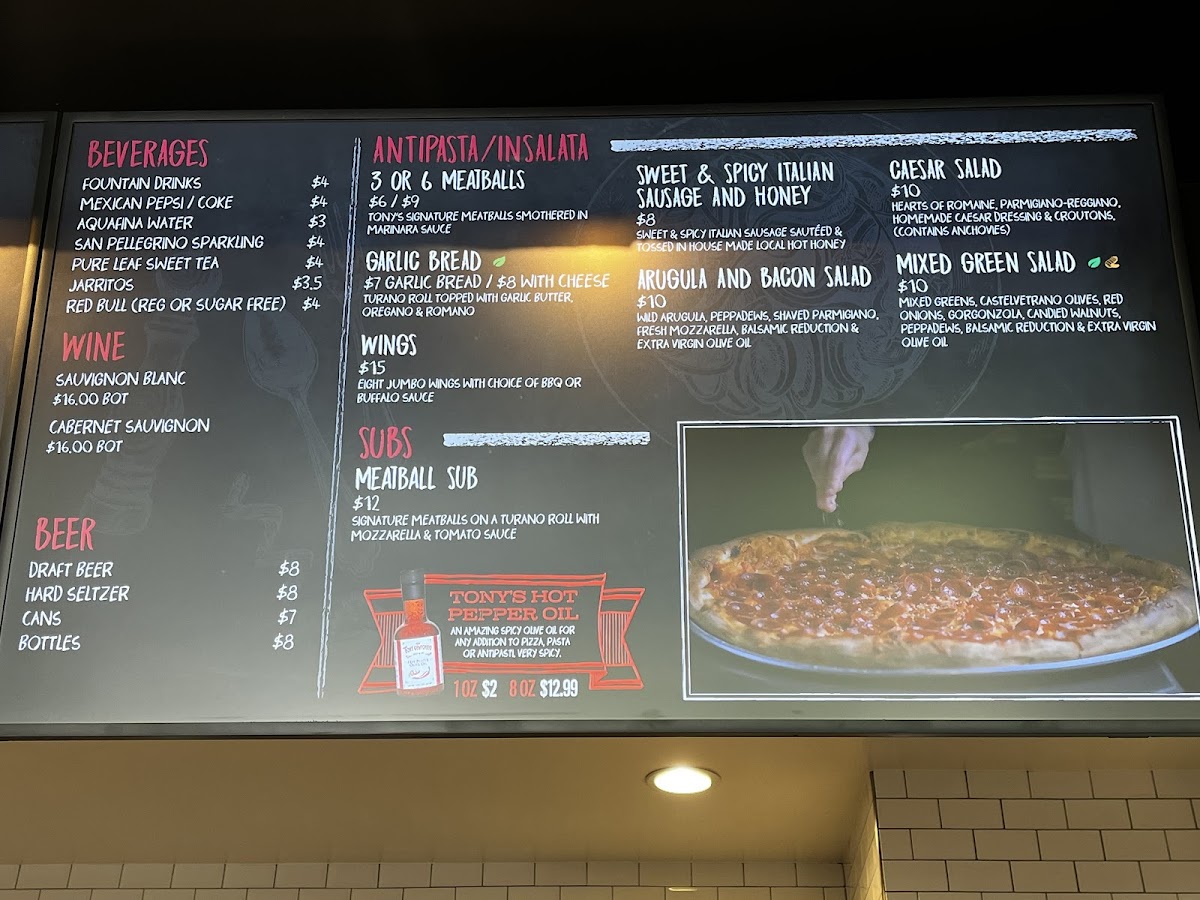 BEVERAGES
FOUNTAIN DRINKS $4
MEXICAN PEPSI / COKE $4
AQUAFINA WATER $3
SAN PELLEGRINO SPARKLING $4
PURE LEAF SWEET TEA $4
JARRITOS $3.5
RED BULL (REG OR SUGAR FREE) $4
WINE
SAUVIGNON BLANC
$16.00 BOT
CABERNET SAUVIGNON
$16.00 BOT
BEER
DRAFT BEER $8
HARD SELTZER $8
CANS $7
BOTTLES $8
ANTIPASTA/INSALATA
3 OR 6 MEATBALLS
$6 / $9
TONY'S SIGNATURE MEATBALLS SMOTHERED IN
MARINARA SAUCE
GARLIC BREAD
$7 GARLIC BREAD / $8 WITH CHEESE
TURANO ROLL TOPPED WITH GARLIC BUTTER,
OREGANO & ROMANO
WINGS
$15
EIGHT JUMBO WINGS WITH CHOICE OF BBQ OR
BUFFALO SAUCE
SUBS
MEATBALL SUB
$12
SIGNATURE MEATBALLS ON A TURANO ROLL WITH
MOZZARELLA & TOMATO SAUCE
TONY'S HOT
PEPPER OIL
AN AMAZING SPICY OLIVE OIL FOR
ANY ADDITION TO PIZZA, PASTA
OR ANTIPASTI. VERY SPICY.
1 OZ $2 8 OZ $12.99
SWEET & SPICY ITALIAN
SAUSAGE AND HONEY
$8
SWEET & SPICY ITALIAN SAUSAGE SAUTÉED &
TOSSED IN HOUSE MADE LOCAL HOT HONEY
ARUGULA AND BACON SALAD
$10
WILD ARUGULA, PEPPADEWS, SHAVED PARMIGIANO,
FRESH MOZZARELLA, BALSAMIC REDUCTION &
EXTRA VIRGIN OLIVE OIL
CAESAR SALAD
$10
HEARTS OF ROMAINE, PARMIGIANO-REGGIANO,
HOMEMADE CAESAR DRESSING & CROUTONS,
(CONTAINS ANCHOVIES)
MIXED GREEN SALAD
$10
MIXED GREENS, CASTELVETRANO OLIVES, RED
ONIONS, GORGONZOLA, CANDIED WALNUTS,
PEPPADEWS, BALSAMIC REDUCTION & EXTRA VIRGIN
OLIVE OIL